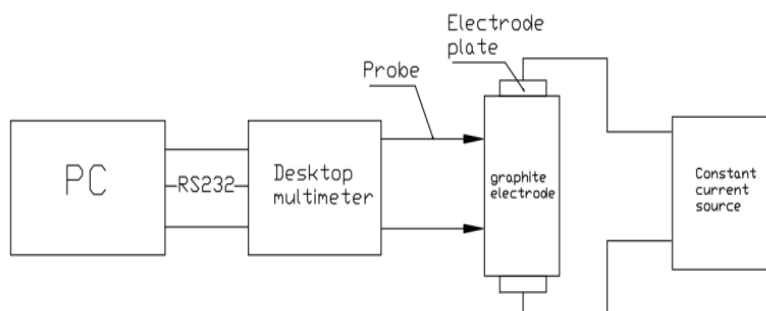 Electrode
plate
Probe
PC
RS232
Desktop
multimeter
graphite
electrode
Constant
current
source